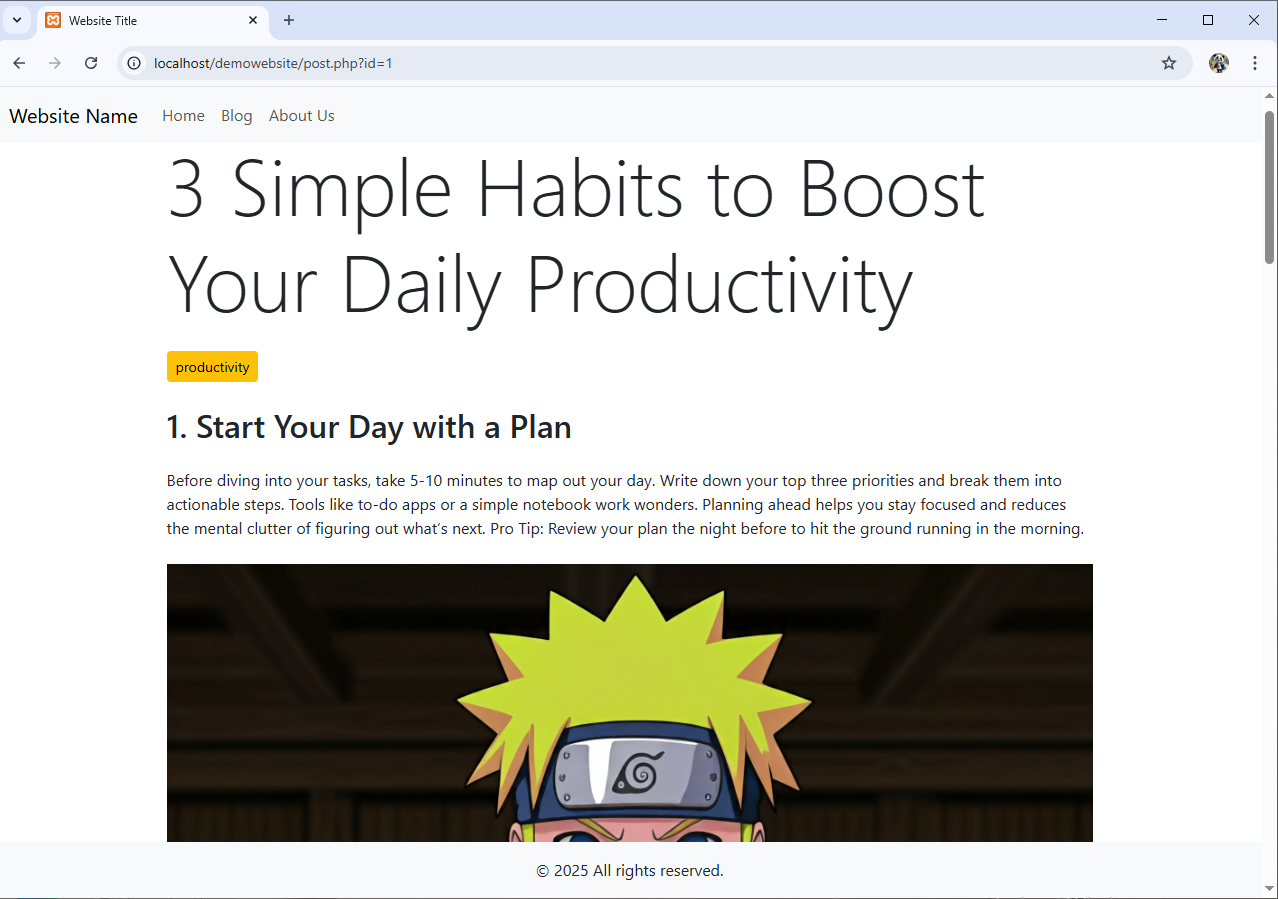 Website Title
localhost/demowebsite/post.php?id=1
Website Name Home Blog About Us
3 Simple Habits to Boost
Your Daily Productivity
productivity
1. Start Your Day with a Plan
Before diving into your tasks, take 5-10 minutes to map out your day. Write down your top three priorities and break them into
actionable steps. Tools like to-do apps or a simple notebook work wonders. Planning ahead helps you stay focused and reduces
the mental clutter of figuring out what’s next. Pro Tip: Review your plan the night before to hit the ground running in the morning.
© 2025 All rights reserved.